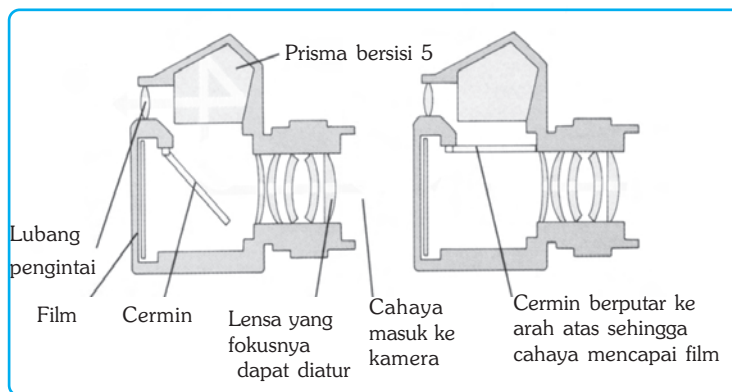 Prisma bersisi 5
Lubang
pengintai
Film
Cermin
Lensa yang
fokusnya
dapat diatur
Cahaya
masuk ke
kamera
Cermin berputar ke
arah atas sehingga
cahaya mencapai film